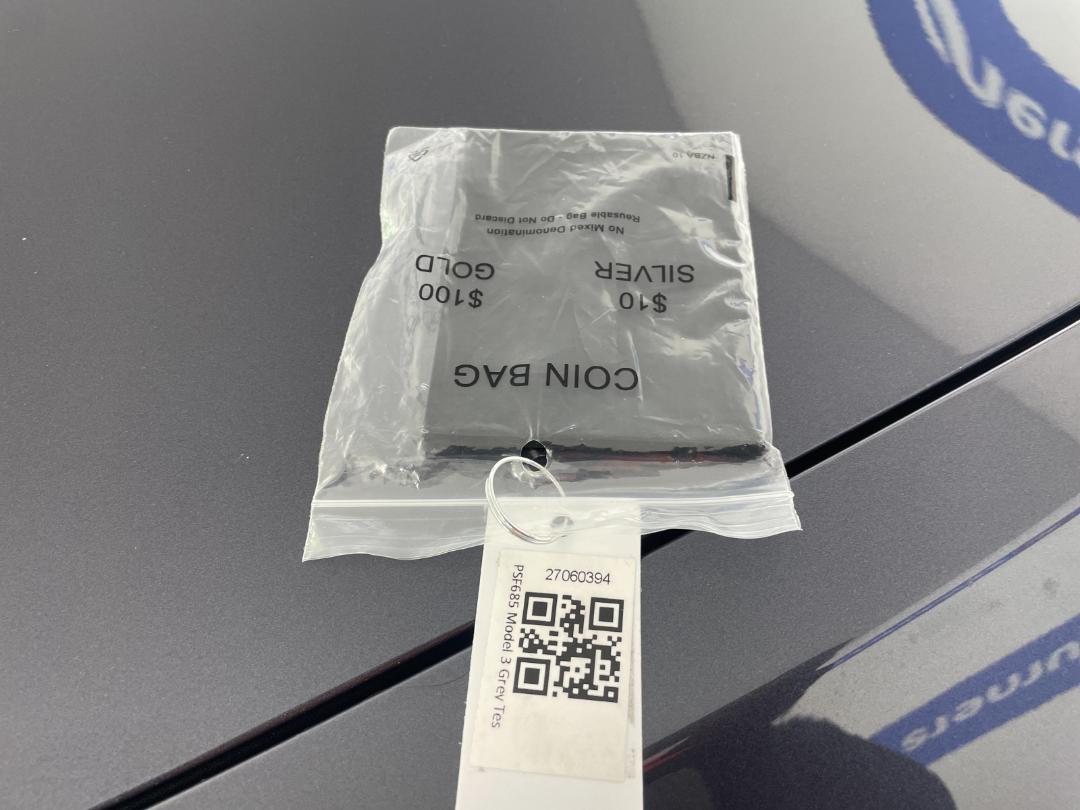 COIN BAG
$10
SILVER
$100
GOLD
No Mixed Denomination
Reusable Bag - Do Not Discard
NZBA 10
27060394
PSF685 Model 3 Grey Tes
urners